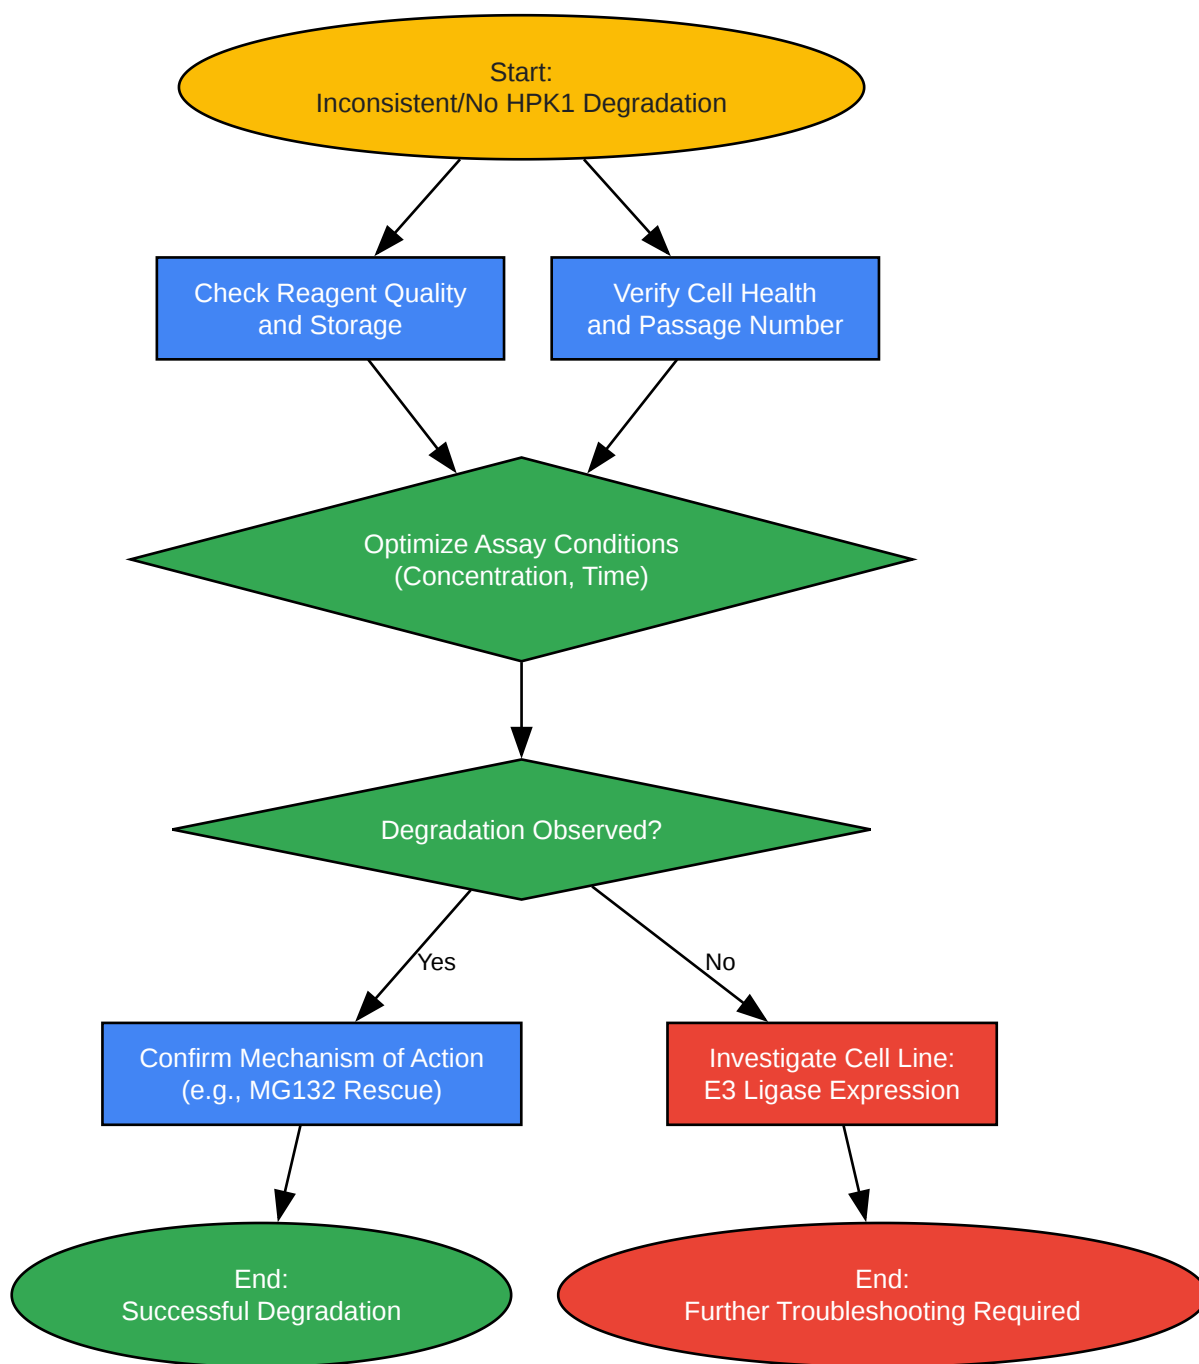 Start:
Inconsistent/No HPK1 Degradation
Check Reagent Quality
and Storage
Verify Cell Health
and Passage Number
Optimize Assay Conditions
(Concentration, Time)
Degradation Observed?
Yes
No
Confirm Mechanism of Action
(e.g., MG132 Rescue)
Investigate Cell Line:
E3 Ligase Expression
End:
Successful Degradation
End:
Further Troubleshooting Required